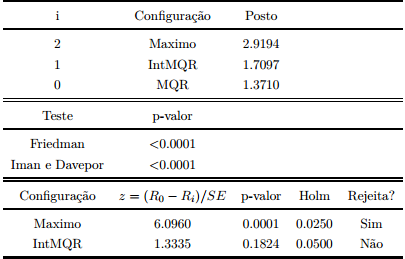 i Configuração Posto
2 Maximo 2.9194
1 IntMQR 1.7097
0 MQR 1.3710
Teste p-valor
Friedman <0.0001
Iman e Davepor <0.0001
Configuração z = (R₀ − Rᵢ)/SE p-valor Holm Rejeita?
Maximo 6.0960 0.0001 0.0250 Sim
IntMQR 1.3335 0.1824 0.0500 Não